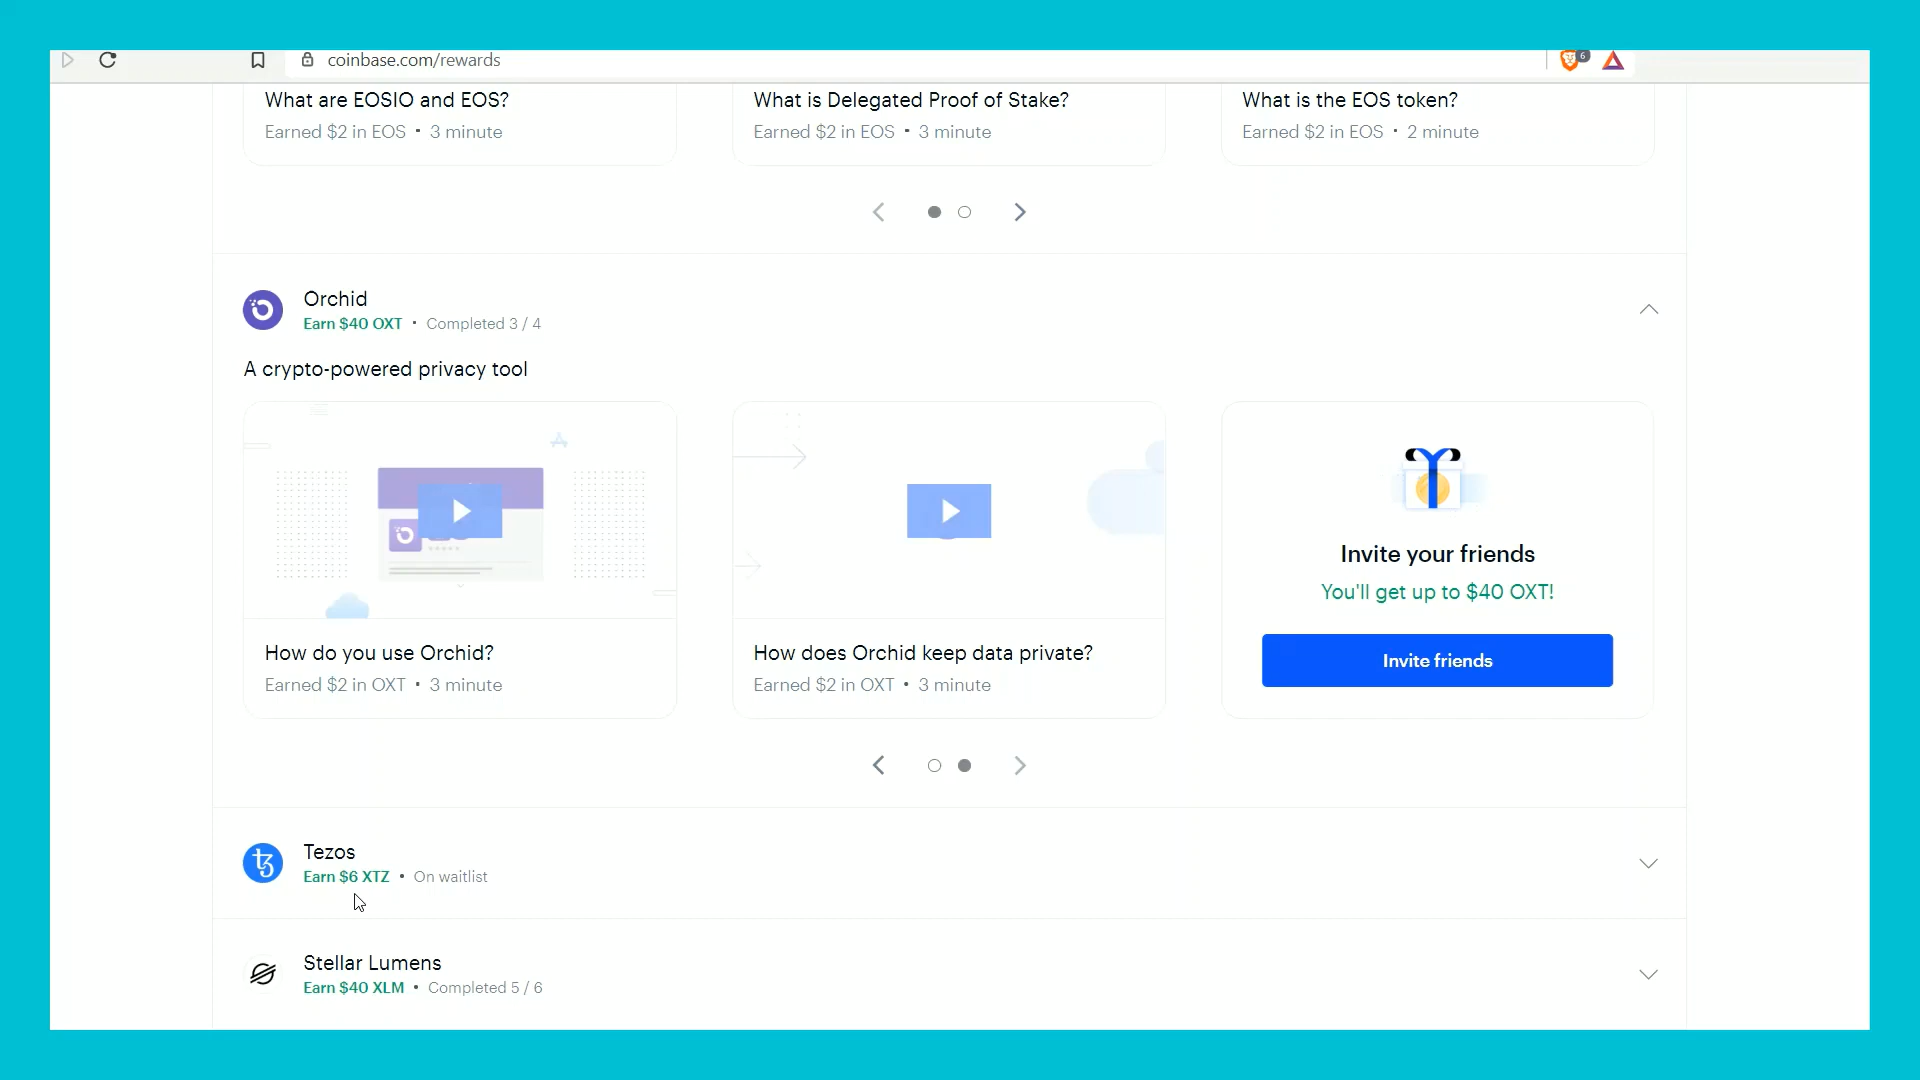 coinbase.com/rewards
6
What are EOSIO and EOS?
Earned $2 in EOS • 3 minute
What is Delegated Proof of Stake?
Earned $2 in EOS • 3 minute
What is the EOS token?
Earned $2 in EOS • 2 minute
Orchid
Earn $40 OXT • Completed 3 / 4
A crypto-powered privacy tool
How do you use Orchid?
Earned $2 in OXT • 3 minute
How does Orchid keep data private?
Earned $2 in OXT • 3 minute
Invite your friends
You'll get up to $40 OXT!
Invite friends
Tezos
Earn $6 XTZ • On waitlist
Stellar Lumens
Earn $40 XLM • Completed 5 / 6